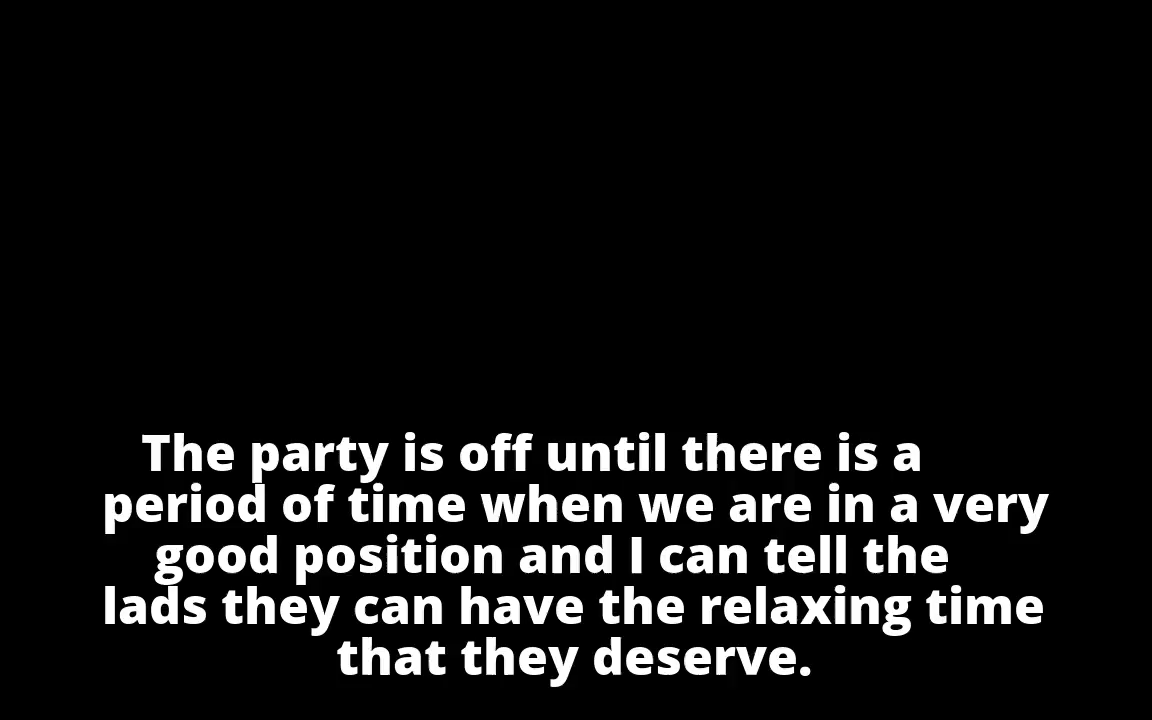 The party is off until there is a
period of time when we are in a very
good position and I can tell the
lads they can have the relaxing time
that they deserve.